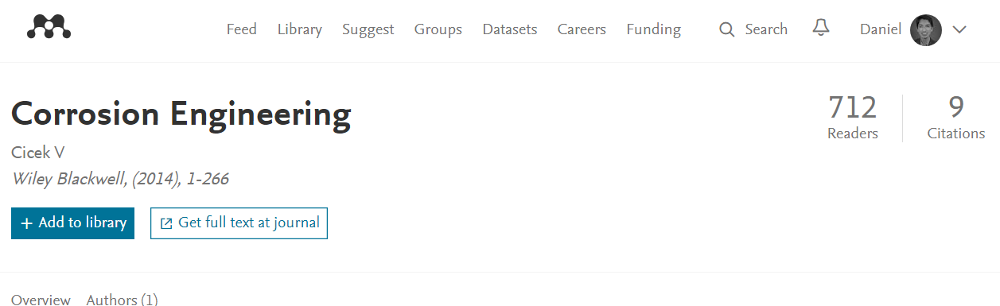 Feed Library Suggest Groups Datasets Careers Funding Search Daniel
Corrosion Engineering
Cicek V
Wiley Blackwell, (2014), 1-266
712 Readers
9 Citations
+ Add to library
Get full text at journal
Overview Authors (1)